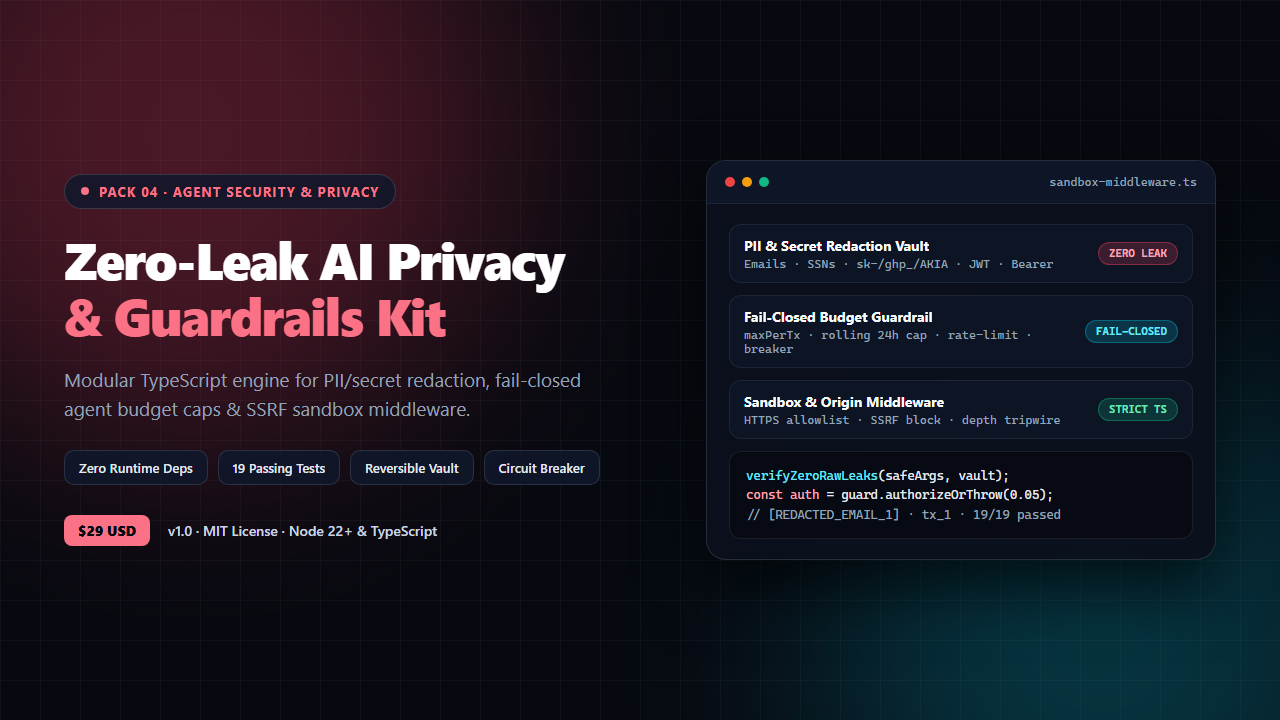 PACK 04 · AGENT SECURITY & PRIVACY
Zero-Leak AI Privacy
& Guardrails Kit
Modular TypeScript engine for PII/secret redaction, fail-closed
agent budget caps & SSRF sandbox middleware.
Zero Runtime Deps
19 Passing Tests
Reversible Vault
Circuit Breaker
$29 USD
v1.0 · MIT License · Node 22+ & TypeScript
sandbox-middleware.ts
PII & Secret Redaction Vault
Emails · SSNs · sk-/ghp_/AKIA · JWT · Bearer
ZERO LEAK
Fail-Closed Budget Guardrail
maxPerTx · rolling 24h cap · rate-limit ·
breaker
FAIL-CLOSED
Sandbox & Origin Middleware
HTTPS allowlist · SSRF block · depth tripwire
STRICT TS
verifyZeroRawLeaks(safeArgs, vault);
const auth = guard.authorizeOrThrow(0.05);
// [REDACTED_EMAIL_1] · tx_1 · 19/19 passed